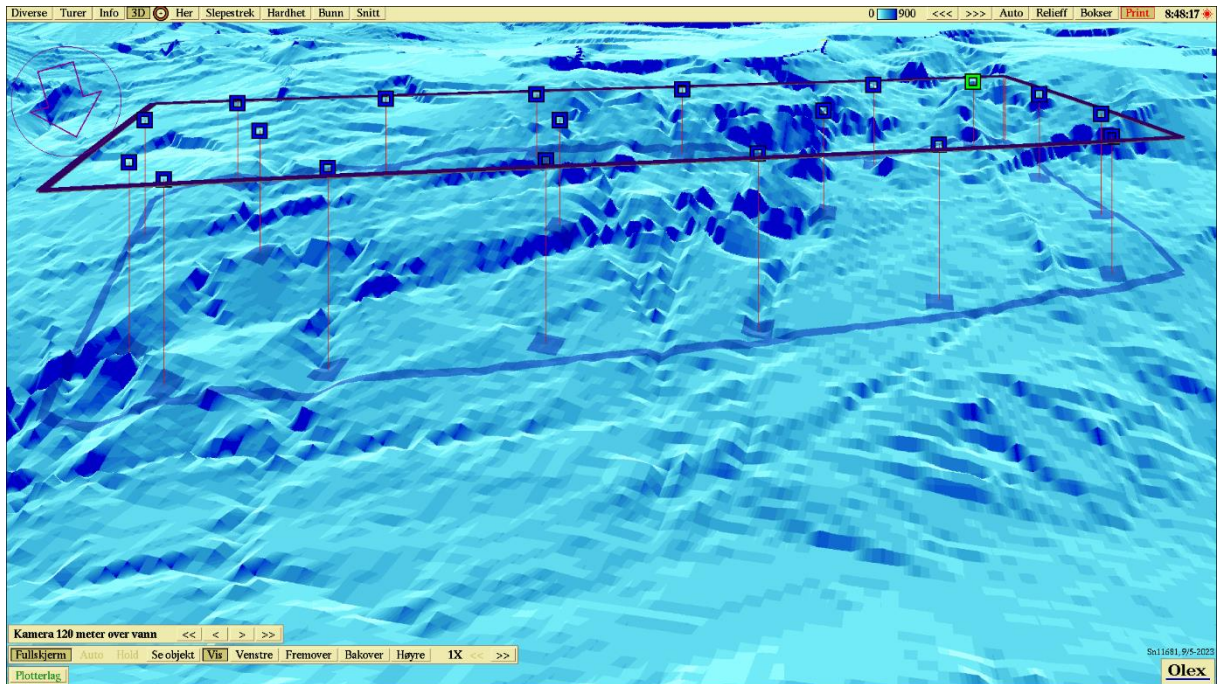 Diverse Turer Info 3D Her Slepestrek Hardhet Bunn Snitt 0 900 <<< >>> Auto Relieff Bokser Print 8:48:17
Kamera 120 meter over vann << < > >>
Fullskjerm Auto Hold Se objekt Vis Venstre Fremover Bakover Høyre 1X << >>
Sn11681, 9/5-2023
Plotterlag
Olex